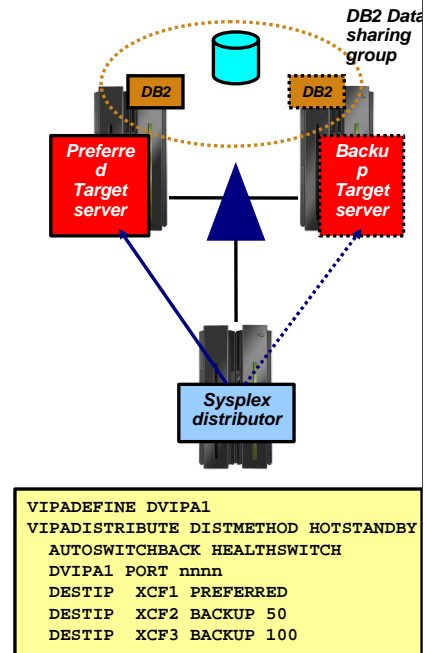 DB2 Data
sharing
group
DB2
DB2
Preferre
d
Target
server
Backu
p
Target
server
Sysplex
distributor
VIPADEFINE DVIPA1
VIPADISTRIBUTE DISTMETHOD HOTSTANDBY
AUTOSWITCHBACK HEALTHSWITCH
DVIPA1 PORT nnnn
DESTIP XCF1 PREFERRED
DESTIP XCF2 BACKUP 50
DESTIP XCF3 BACKUP 100